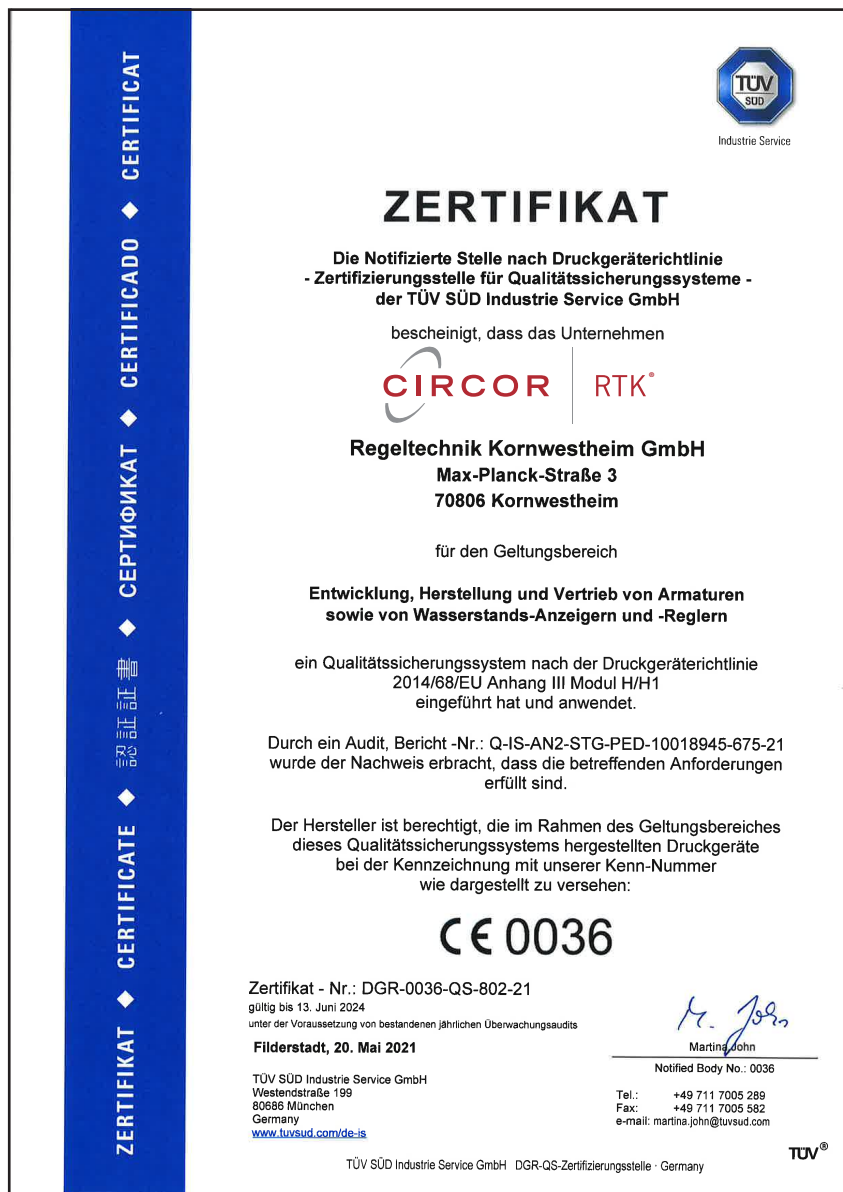 ZERTIFIKAT ◆ CERTIFICATE ◆ 認証証書 ◆ СЕРТИФИКАТ ◆ CERTIFICADO ◆ CERTIFICAT
TÜV
SÜD
Industrie Service
ZERTIFIKAT
Die Notifizierte Stelle nach Druckgeräterichtlinie
- Zertifizierungsstelle für Qualitätssicherungssysteme -
der TÜV SÜD Industrie Service GmbH
bescheinigt, dass das Unternehmen
CIRCOR RTK®
Regeltechnik Kornwestheim GmbH
Max-Planck-Straße 3
70806 Kornwestheim
für den Geltungsbereich
Entwicklung, Herstellung und Vertrieb von Armaturen
sowie von Wasserstands-Anzeigern und -Reglern
ein Qualitätssicherungssystem nach der Druckgeräterichtlinie
2014/68/EU Anhang III Modul H/H1
eingeführt hat und anwendet.
Durch ein Audit, Bericht -Nr.: Q-IS-AN2-STG-PED-10018945-675-21
wurde der Nachweis erbracht, dass die betreffenden Anforderungen
erfüllt sind.
Der Hersteller ist berechtigt, die im Rahmen des Geltungsbereiches
dieses Qualitätssicherungssystems hergestellten Druckgeräte
bei der Kennzeichnung mit unserer Kenn-Nummer
wie dargestellt zu versehen:
CE 0036
Zertifikat - Nr.: DGR-0036-QS-802-21
gültig bis 13. Juni 2024
unter der Voraussetzung von bestandenen jährlichen Überwachungsaudits
Filderstadt, 20. Mai 2021
TÜV SÜD Industrie Service GmbH
Westendstraße 199
80686 München
Germany
www.tuvsud.com/de-is
M. John
Martina John
Notified Body No.: 0036
Tel.: +49 711 7005 289
Fax: +49 711 7005 582
e-mail: martina.john@tuvsud.com
TÜV®
TÜV SÜD Industrie Service GmbH DGR-QS-Zertifizierungsstelle · Germany